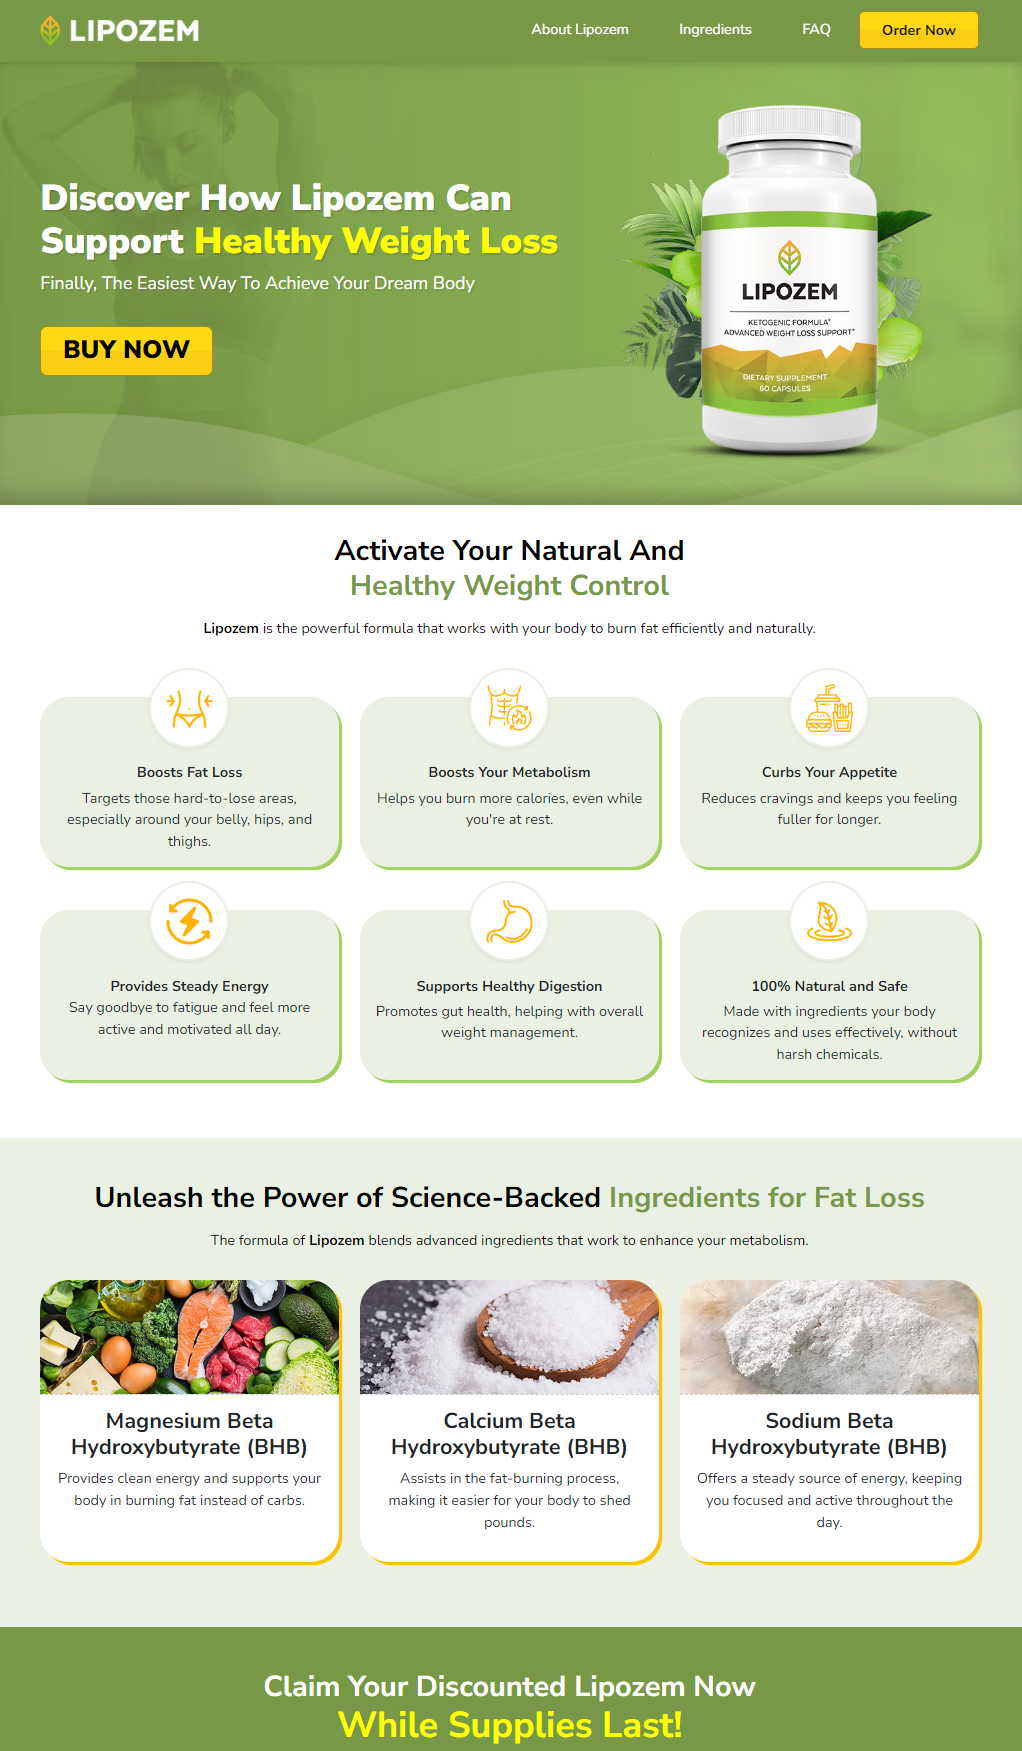 LIPOZEM
About Lipozem
Ingredients
FAQ
Order Now
Discover How Lipozem Can
Support Healthy Weight Loss
Finally, The Easiest Way To Achieve Your Dream Body
BUY NOW
LIPOZEM
KETOGENIC FORMULA*
ADVANCED WEIGHT LOSS SUPPORT*
DIETARY SUPPLEMENT
60 CAPSULES
Activate Your Natural And
Healthy Weight Control
Lipozem is the powerful formula that works with your body to burn fat efficiently and naturally.
Boosts Fat Loss
Targets those hard-to-lose areas,
especially around your belly, hips, and
thighs.
Boosts Your Metabolism
Helps you burn more calories, even while
you're at rest.
Curbs Your Appetite
Reduces cravings and keeps you feeling
fuller for longer.
Provides Steady Energy
Say goodbye to fatigue and feel more
active and motivated all day.
Supports Healthy Digestion
Promotes gut health, helping with overall
weight management.
100% Natural and Safe
Made with ingredients your body
recognizes and uses effectively, without
harsh chemicals.
Unleash the Power of Science-Backed Ingredients for Fat Loss
The formula of Lipozem blends advanced ingredients that work to enhance your metabolism.
Magnesium Beta
Hydroxybutyrate (BHB)
Provides clean energy and supports your
body in burning fat instead of carbs.
Calcium Beta
Hydroxybutyrate (BHB)
Assists in the fat-burning process,
making it easier for your body to shed
pounds.
Sodium Beta
Hydroxybutyrate (BHB)
Offers a steady source of energy, keeping
you focused and active throughout the
day.
Claim Your Discounted Lipozem Now
While Supplies Last!